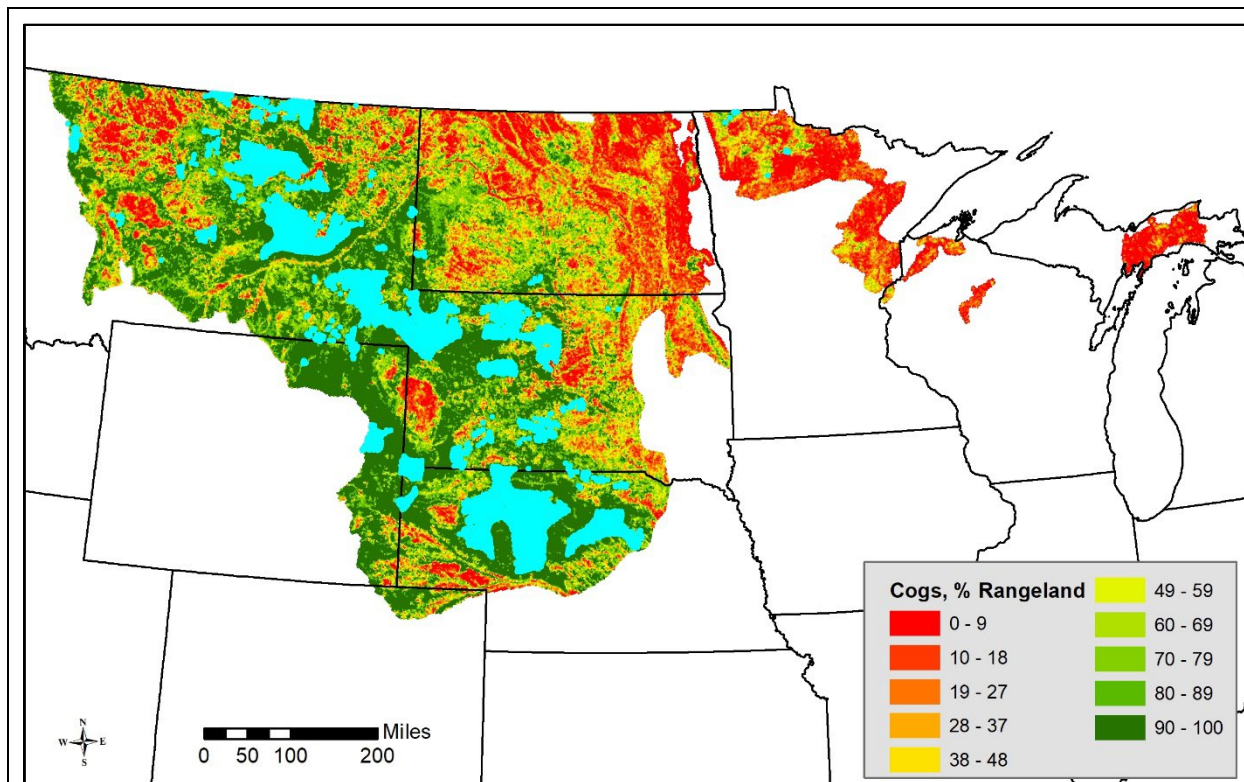 Cogs, % Rangeland
0 - 9
10 - 18
19 - 27
28 - 37
38 - 48
49 - 59
60 - 69
70 - 79
80 - 89
90 - 100
N
W E
S
Miles
0 50 100 200